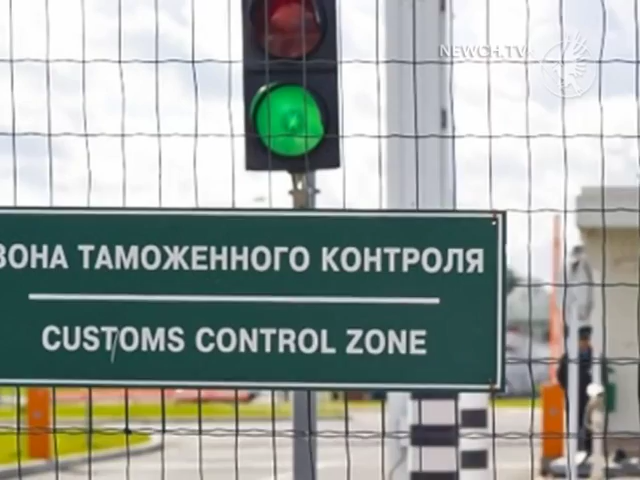 NEWCH.TV
ЗОНА ТАМОЖЕННОГО КОНТРОЛЯ
CUSTOMS CONTROL ZONE